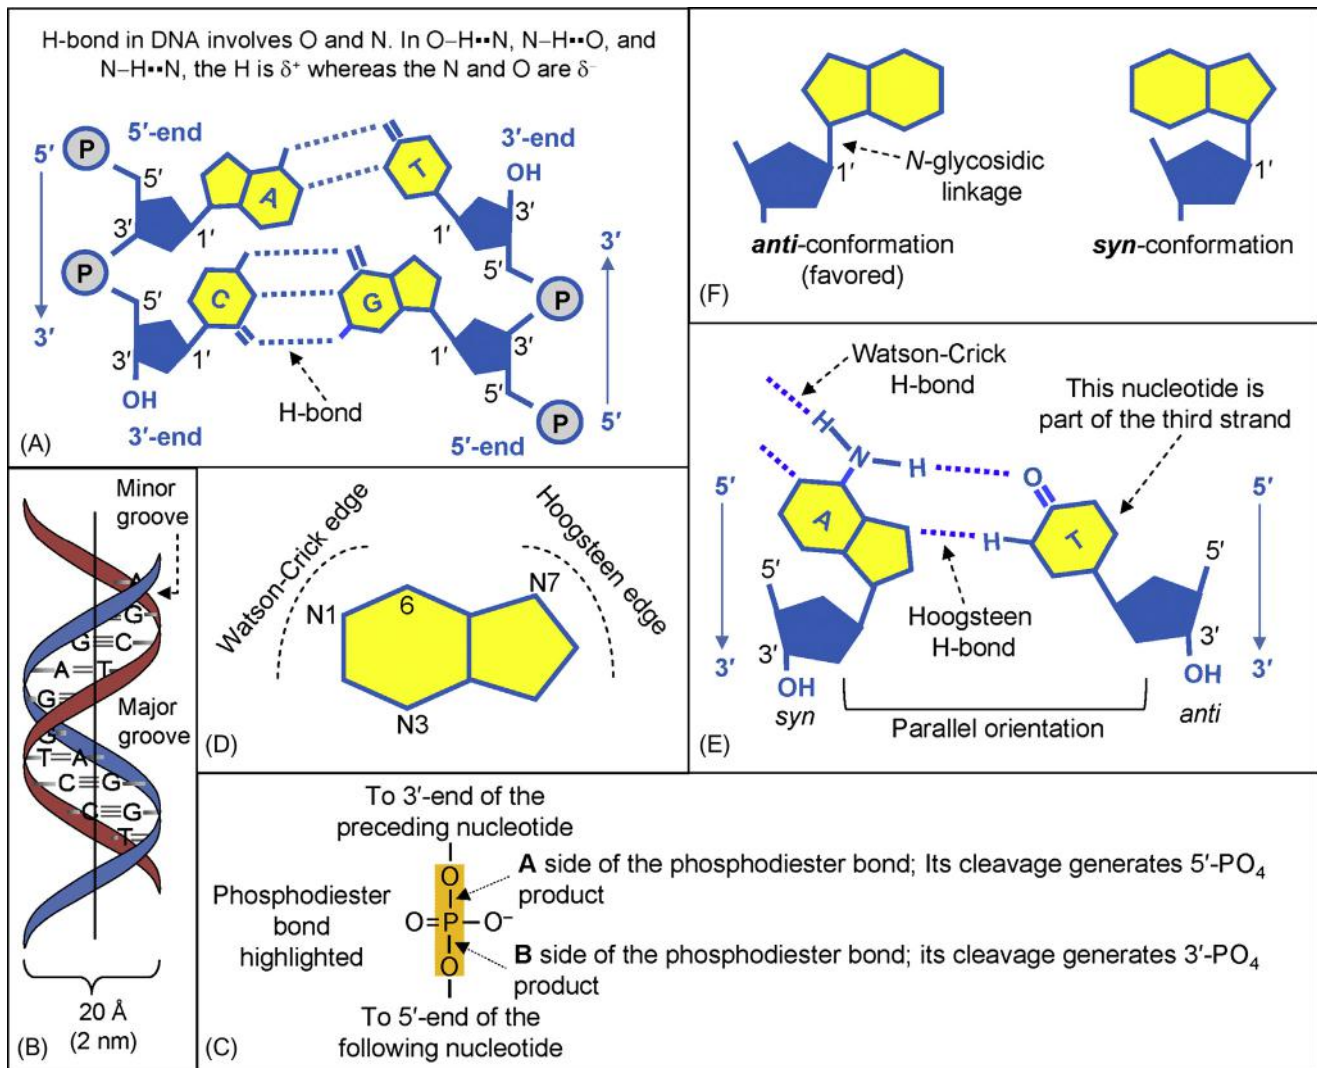 H-bond in DNA involves O and N. In O–H▪▪N, N–H▪▪O, and
N–H▪▪N, the H is δ⁺ whereas the N and O are δ⁻
5′-end
3′-end
5′
P
5′
A
T
OH
3′
3′
1′
1′
3′
P
5′
5′
C
G
P
3′
3′
1′
1′
3′
OH
5′
H-bond
P
5′
3′-end
5′-end
(A)
Minor
groove
A
G
G≡C
A=T
G
Major
groove
G
T=A
C≡G
C≡G
T
20 Å
(2 nm)
(B)
To 3′-end of the
preceding nucleotide
O
A side of the phosphodiester bond; Its cleavage generates 5′-PO₄
product
Phosphodiester
bond
highlighted
O=P–O⁻
B side of the phosphodiester bond; its cleavage generates 3′-PO₄
product
O
To 5′-end of the
following nucleotide
(C)
Watson-Crick edge
Hoogsteen edge
N1
6
N7
N3
(D)
Watson-Crick
H-bond
This nucleotide is
part of the third strand
H
N
H
O
5′
5′
A
H
T
5′
5′
Hoogsteen
H-bond
3′
3′
3′
3′
OH
OH
syn
anti
Parallel orientation
(E)
1′
N-glycosidic
linkage
1′
anti-conformation
(favored)
syn-conformation
(F)